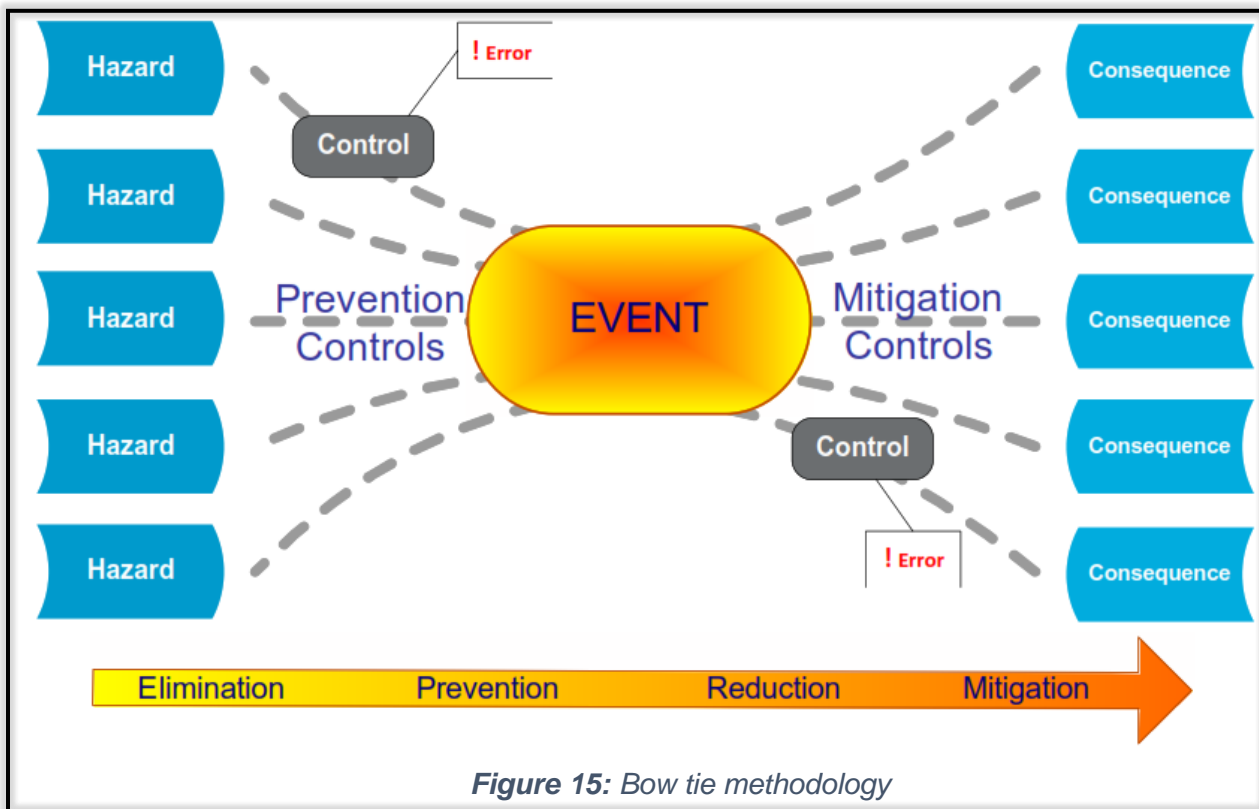 Hazard
! Error
Consequence
Control
Hazard
Consequence
Hazard
Prevention
Controls
EVENT
Mitigation
Controls
Consequence
Hazard
Control
Consequence
! Error
Hazard
Consequence
Elimination Prevention Reduction Mitigation
Figure 15: Bow tie methodology